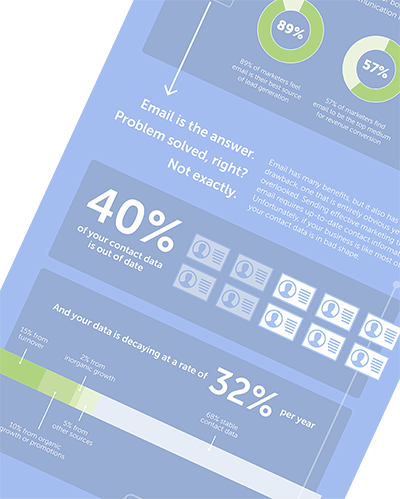 89%
57%
89% of marketers feel
email is their best source
of lead generation
57% of marketers find
email to be the top medium
for revenue conversion
Email is the answer.
Problem solved, right?
Not exactly.
Email has many benefits, but it also has
drawback, one that is entirely obvious ye
overlooked. Sending effective marketing
email requires up-to-date contact informat
Unfortunately, if your business is like most
your contact data is in bad shape.
40%
of your contact data
is out of date
And your data is decaying at a rate of 32% per year
15% from
turnover
2% from
inorganic growth
68% stable
contact data
5% from
other sources
10% from organic
growth or promotions